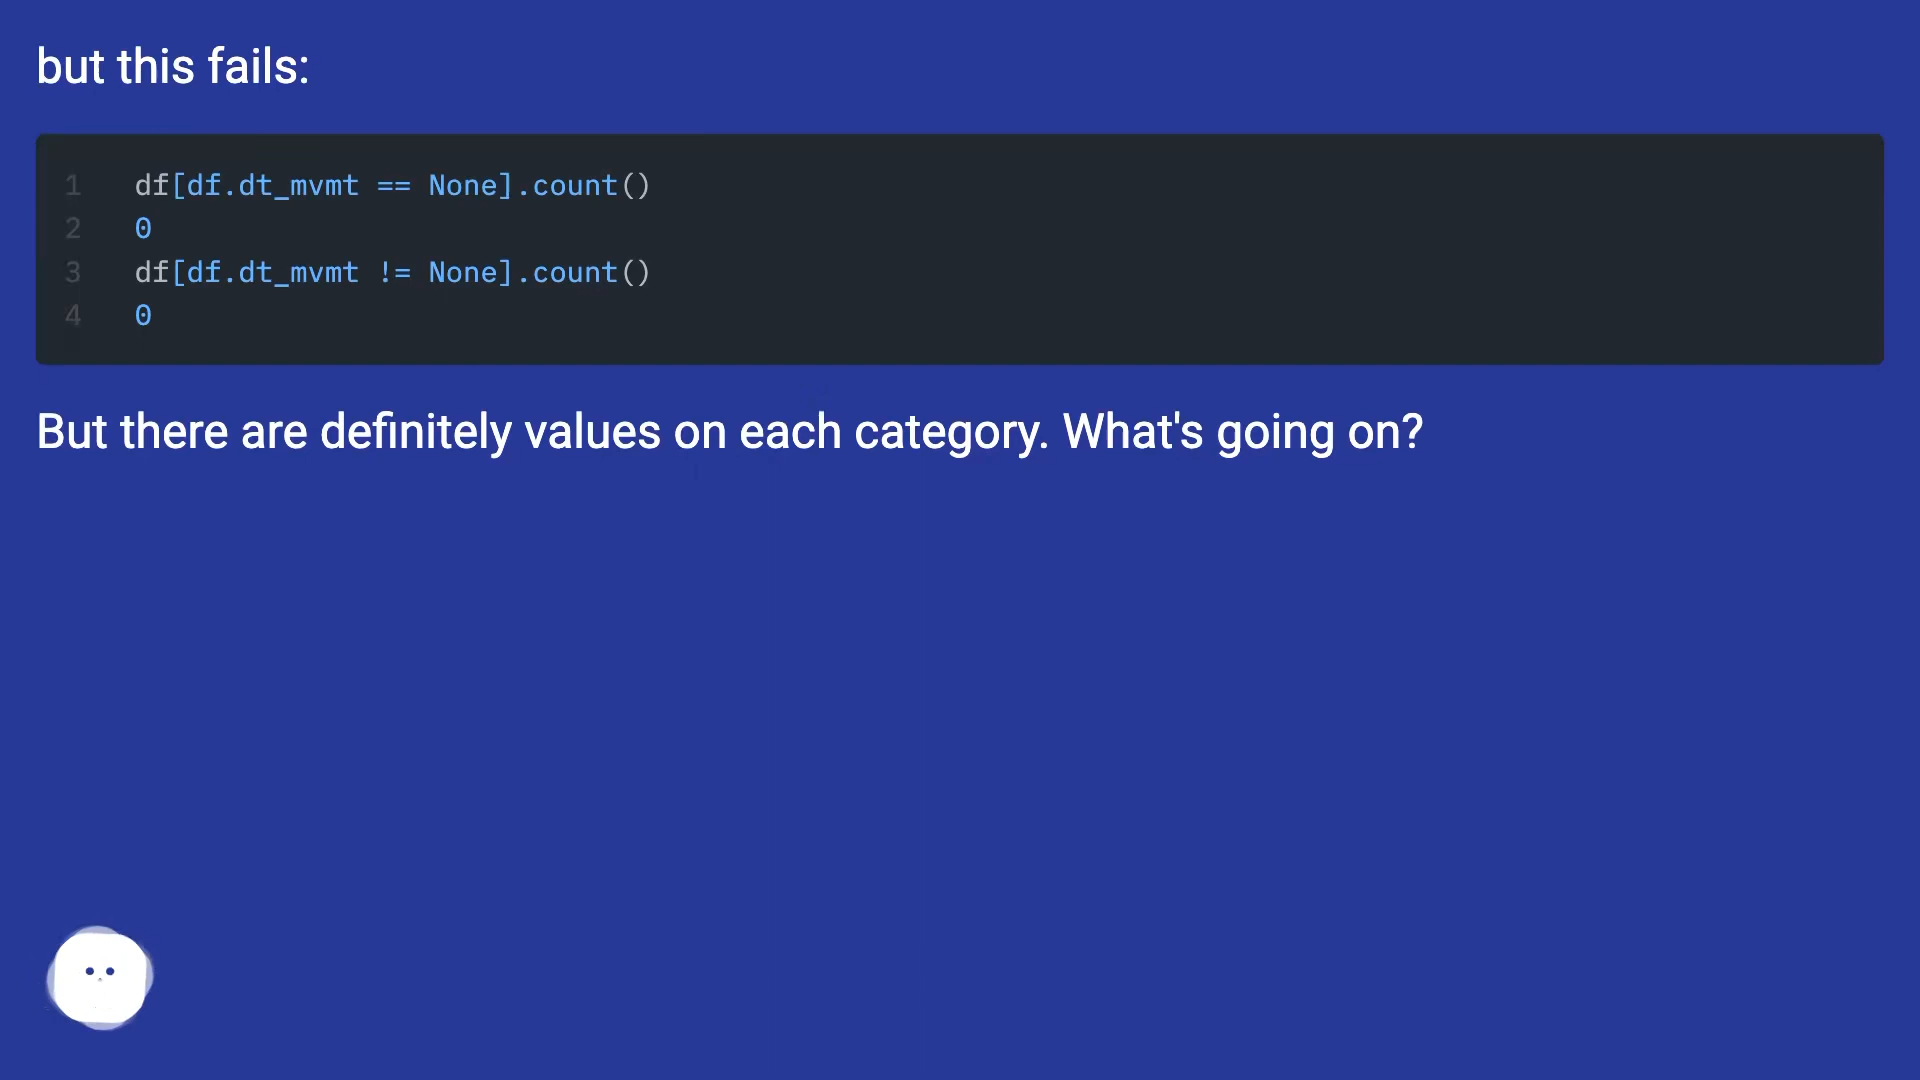 but this fails:
1 df[df.dt_mvmt == None].count()
2 0
3 df[df.dt_mvmt != None].count()
4 0
But there are definitely values on each category. What's going on?